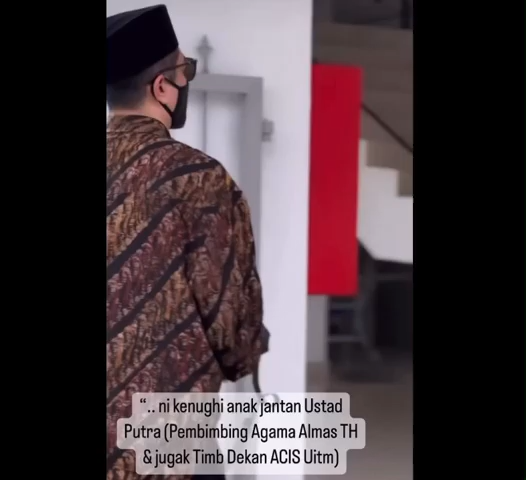 “.. ni kenughi anak jantan Ustad
Putra (Pembimbing Agama Almas TH
& jugak Timb Dekan ACIS Uitm)